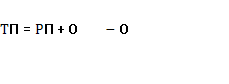 ТП = РП + О – О